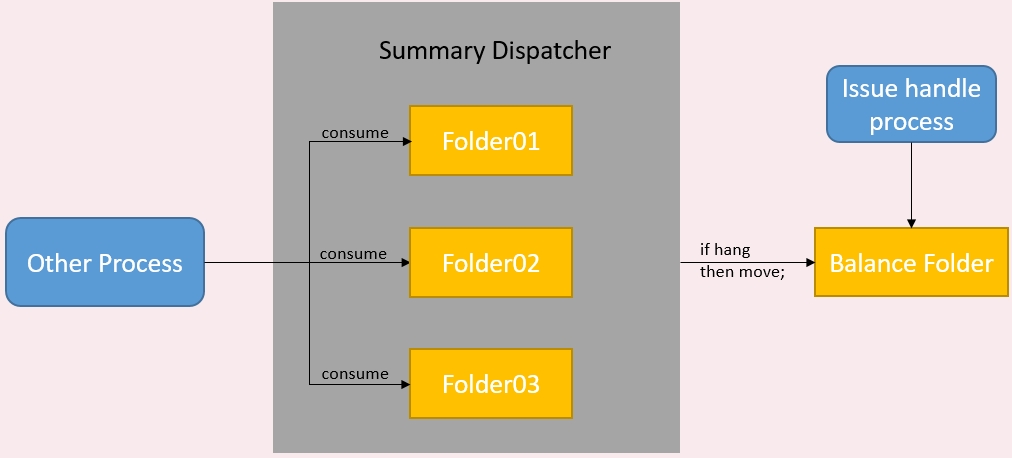 Summary Dispatcher
Issue handle
process
consume
Folder01
Other Process
consume
Folder02
if hang
then move;
Balance Folder
consume
Folder03